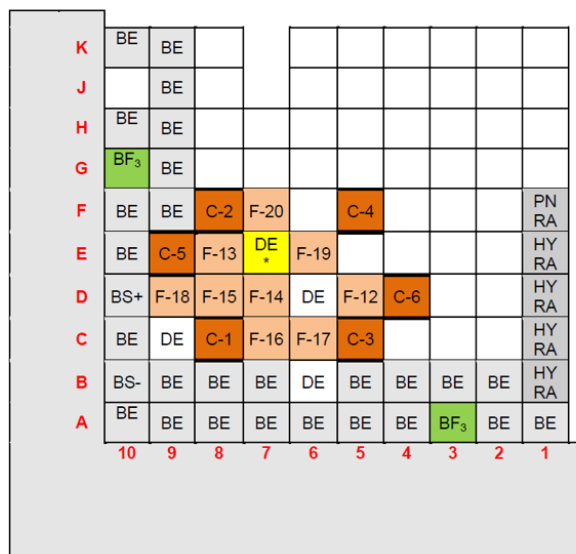 K BE BE
J BE
H BE BE
G BF₃ BE
F BE BE C-2 F-20 C-4 PN RA
E BE C-5 F-13 DE * F-19 HY RA
D BS+ F-18 F-15 F-14 DE F-12 C-6 HY RA
C BE DE C-1 F-16 F-17 C-3 HY RA
B BS- BE BE BE DE BE BE BE BE HY RA
A BE BE BE BE BE BE BE BF₃ BE BE
10 9 8 7 6 5 4 3 2 1